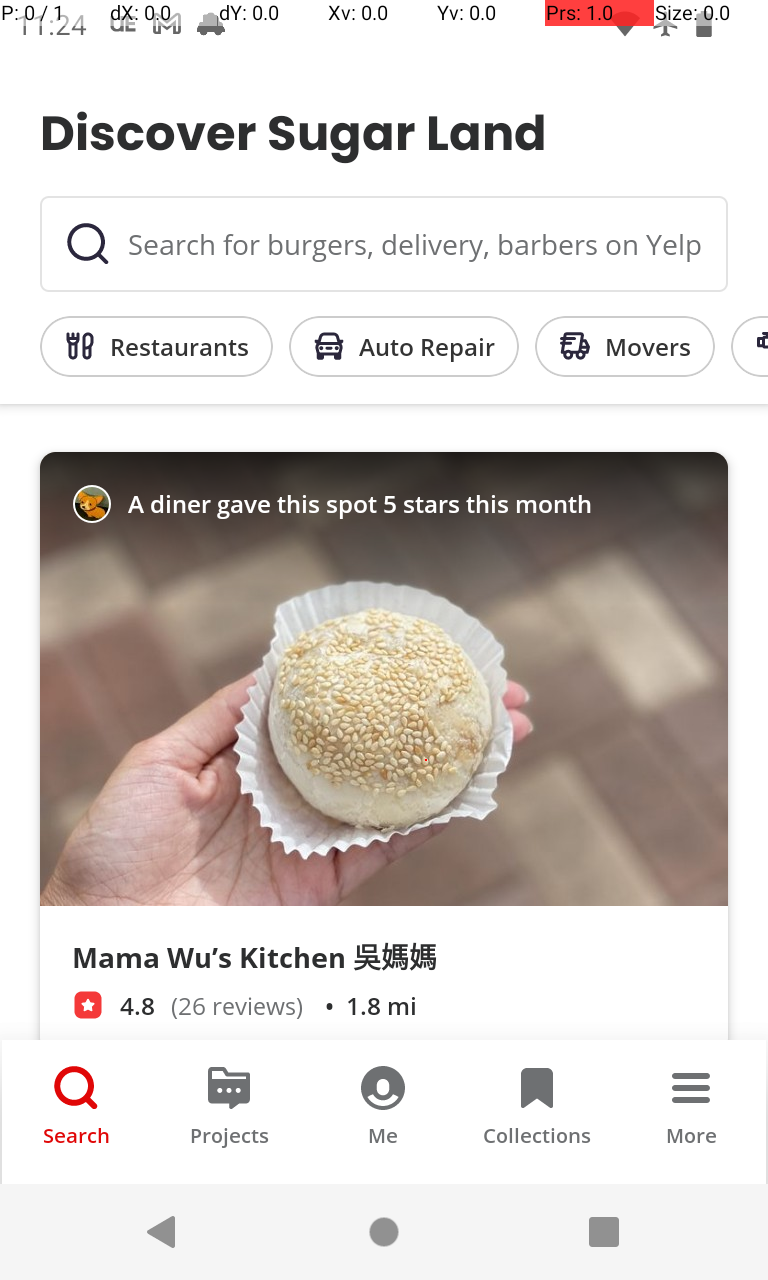 P: 0 / 1 dX: 0.0 dY: 0.0 Xv: 0.0 Yv: 0.0 Prs: 1.0 Size: 0.0
11:24
Discover Sugar Land
Search for burgers, delivery, barbers on Yelp
Restaurants Auto Repair Movers
A diner gave this spot 5 stars this month
Mama Wu’s Kitchen 吳媽媽
4.8 (26 reviews) • 1.8 mi
Search Projects Me Collections More